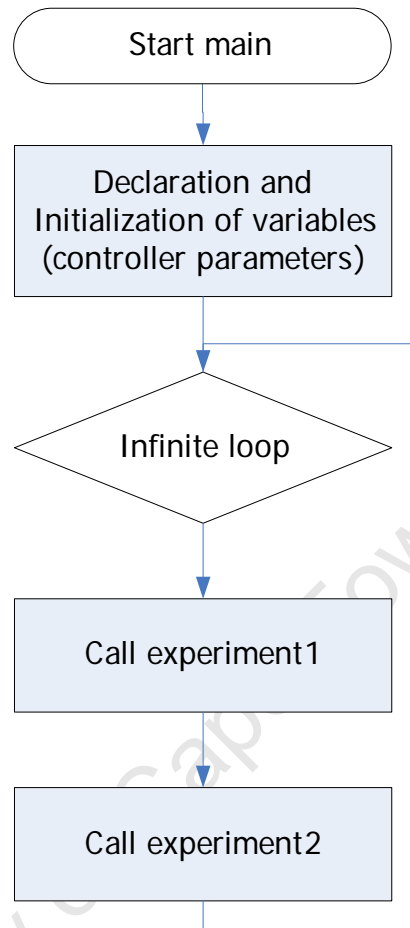 Start main
Declaration and
Initialization of variables
(controller parameters)
Infinite loop
Call experiment1
Call experiment2